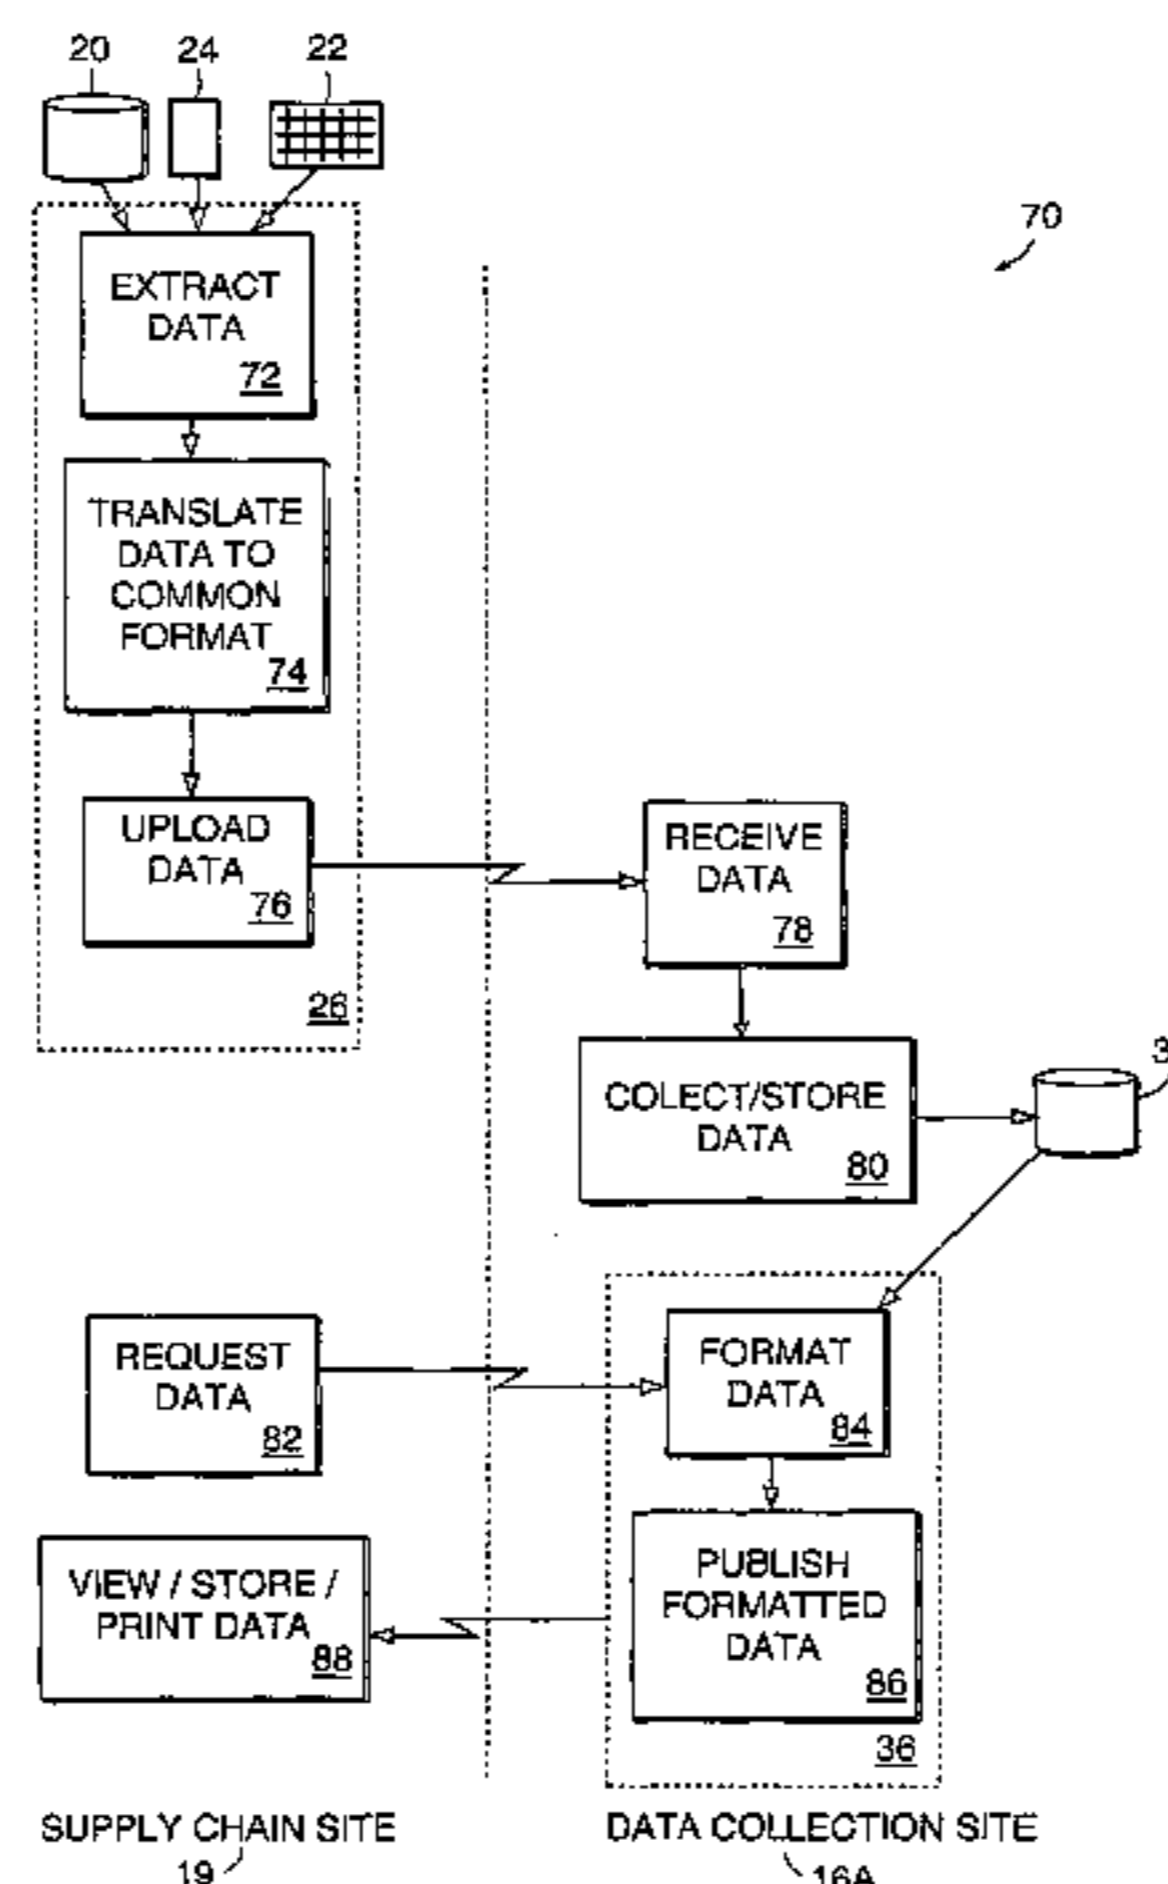 20
24
22
70
EXTRACT
DATA
72
TRANSLATE
DATA TO
COMMON
FORMAT
74
UPLOAD
DATA
76
26
RECEIVE
DATA
78
COLECT/STORE
DATA
80
REQUEST
DATA
82
FORMAT
DATA
84
PUBLISH
FORMATTED
DATA
86
36
VIEW / STORE /
PRINT DATA
88
SUPPLY CHAIN SITE
19
DATA COLLECTION SITE
16A